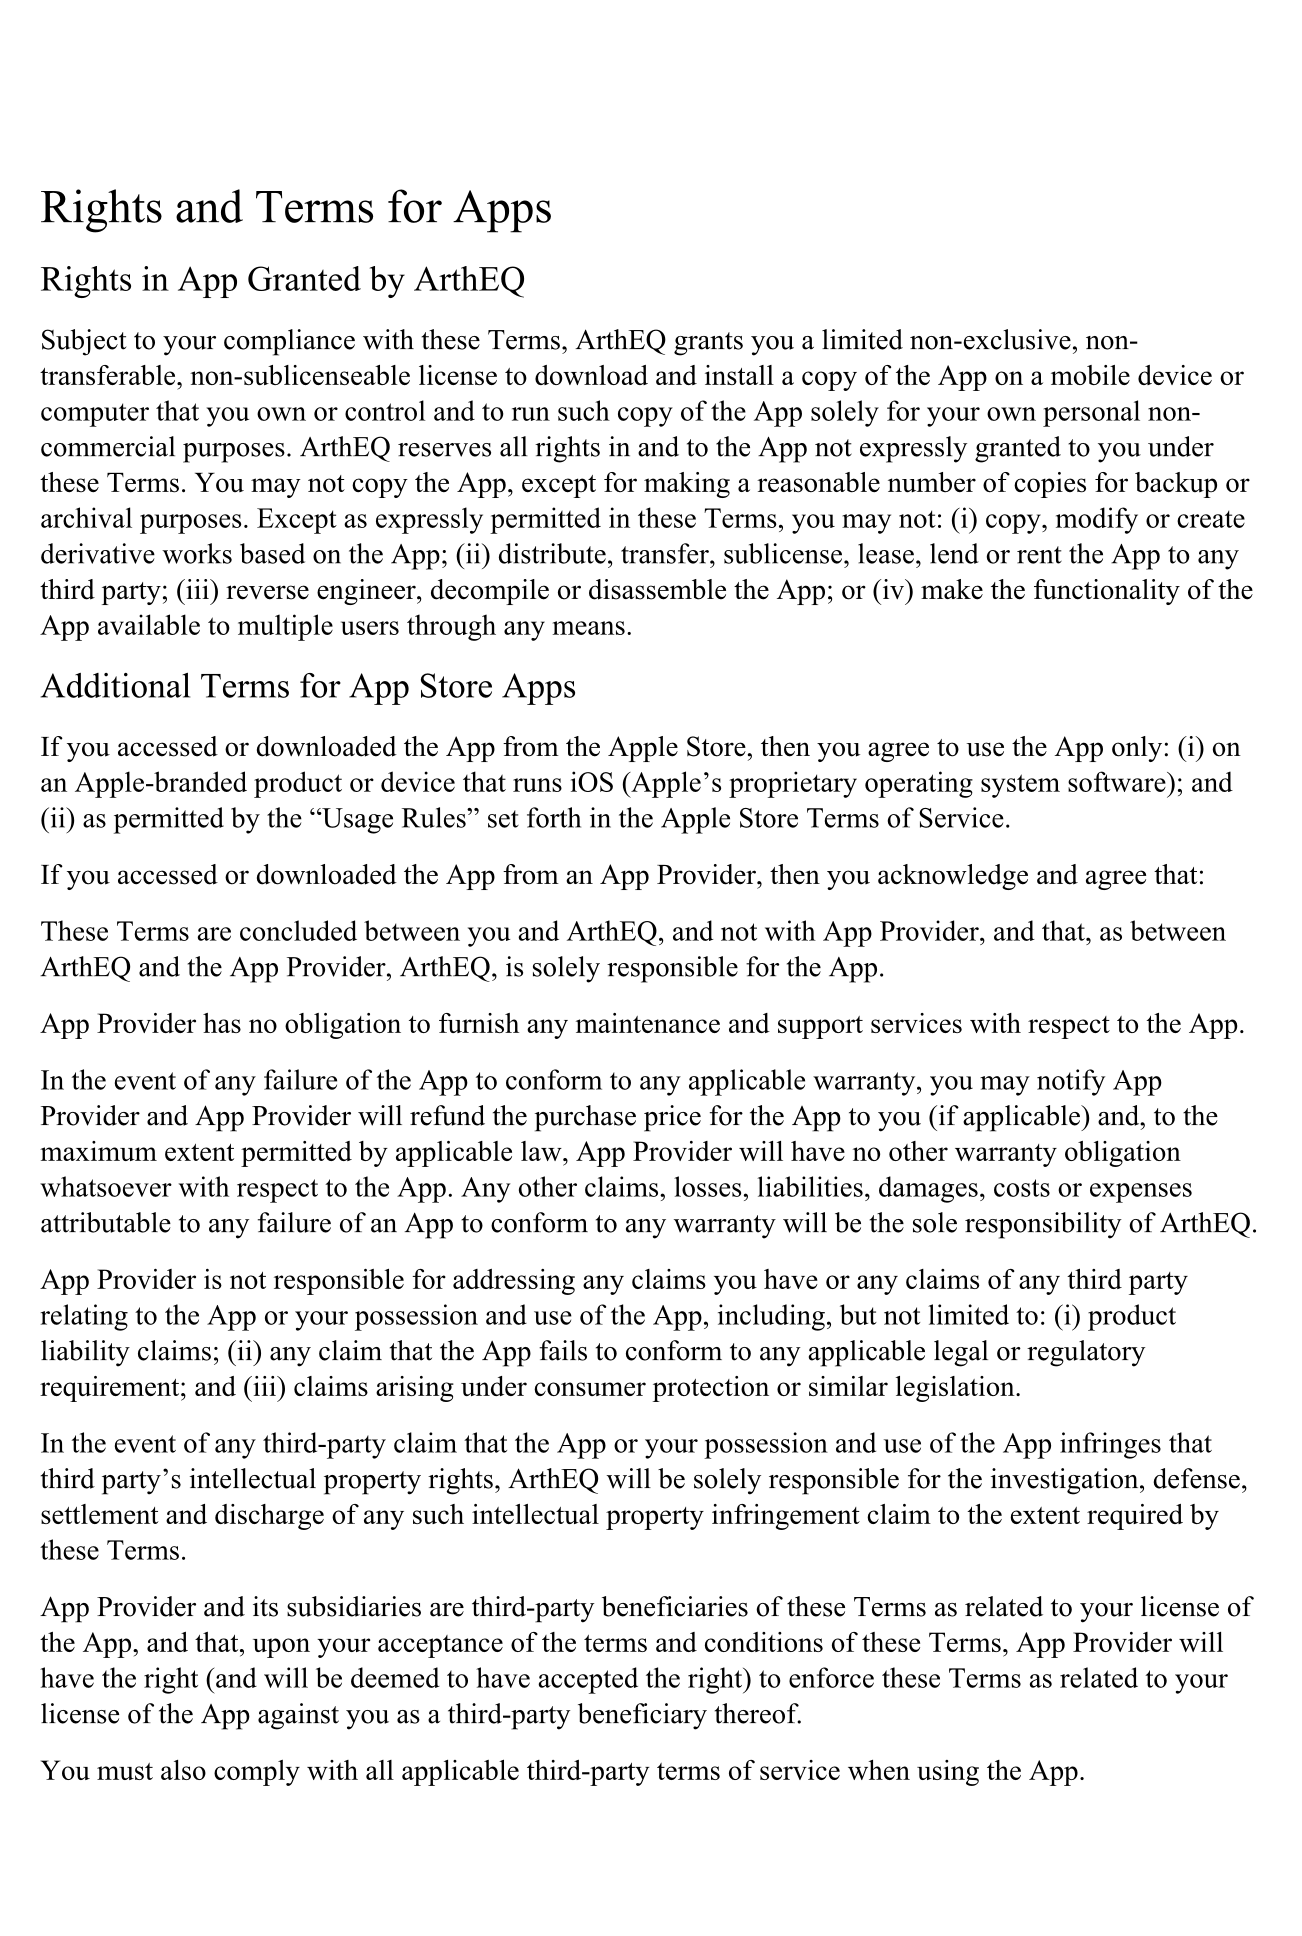 Rights and Terms for Apps
Rights in App Granted by ArthEQ
Subject to your compliance with these Terms, ArthEQ grants you a limited non-exclusive, non-
transferable, non-sublicenseable license to download and install a copy of the App on a mobile device or
computer that you own or control and to run such copy of the App solely for your own personal non-
commercial purposes. ArthEQ reserves all rights in and to the App not expressly granted to you under
these Terms. You may not copy the App, except for making a reasonable number of copies for backup or
archival purposes. Except as expressly permitted in these Terms, you may not: (i) copy, modify or create
derivative works based on the App; (ii) distribute, transfer, sublicense, lease, lend or rent the App to any
third party; (iii) reverse engineer, decompile or disassemble the App; or (iv) make the functionality of the
App available to multiple users through any means.
Additional Terms for App Store Apps
If you accessed or downloaded the App from the Apple Store, then you agree to use the App only: (i) on
an Apple-branded product or device that runs iOS (Apple’s proprietary operating system software); and
(ii) as permitted by the “Usage Rules” set forth in the Apple Store Terms of Service.
If you accessed or downloaded the App from an App Provider, then you acknowledge and agree that:
These Terms are concluded between you and ArthEQ, and not with App Provider, and that, as between
ArthEQ and the App Provider, ArthEQ, is solely responsible for the App.
App Provider has no obligation to furnish any maintenance and support services with respect to the App.
In the event of any failure of the App to conform to any applicable warranty, you may notify App
Provider and App Provider will refund the purchase price for the App to you (if applicable) and, to the
maximum extent permitted by applicable law, App Provider will have no other warranty obligation
whatsoever with respect to the App. Any other claims, losses, liabilities, damages, costs or expenses
attributable to any failure of an App to conform to any warranty will be the sole responsibility of ArthEQ.
App Provider is not responsible for addressing any claims you have or any claims of any third party
relating to the App or your possession and use of the App, including, but not limited to: (i) product
liability claims; (ii) any claim that the App fails to conform to any applicable legal or regulatory
requirement; and (iii) claims arising under consumer protection or similar legislation.
In the event of any third-party claim that the App or your possession and use of the App infringes that
third party’s intellectual property rights, ArthEQ will be solely responsible for the investigation, defense,
settlement and discharge of any such intellectual property infringement claim to the extent required by
these Terms.
App Provider and its subsidiaries are third-party beneficiaries of these Terms as related to your license of
the App, and that, upon your acceptance of the terms and conditions of these Terms, App Provider will
have the right (and will be deemed to have accepted the right) to enforce these Terms as related to your
license of the App against you as a third-party beneficiary thereof.
You must also comply with all applicable third-party terms of service when using the App.